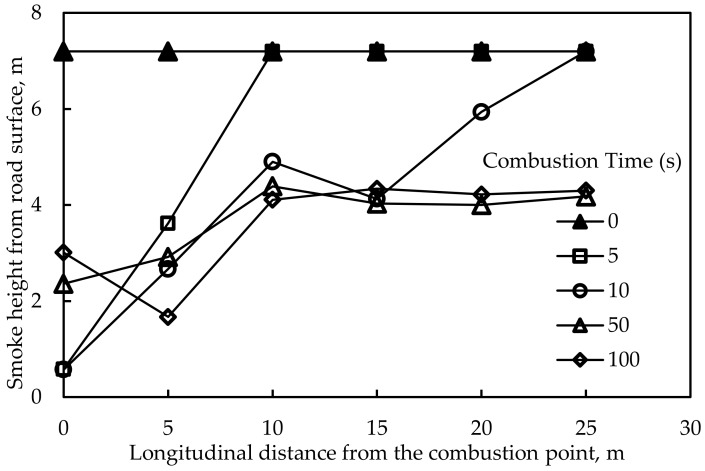 8
6
4
2
0
Smoke height from road surface, m
Combustion Time (s)
0
5
10
50
100
0 5 10 15 20 25 30
Longitudinal distance from the combustion point, m